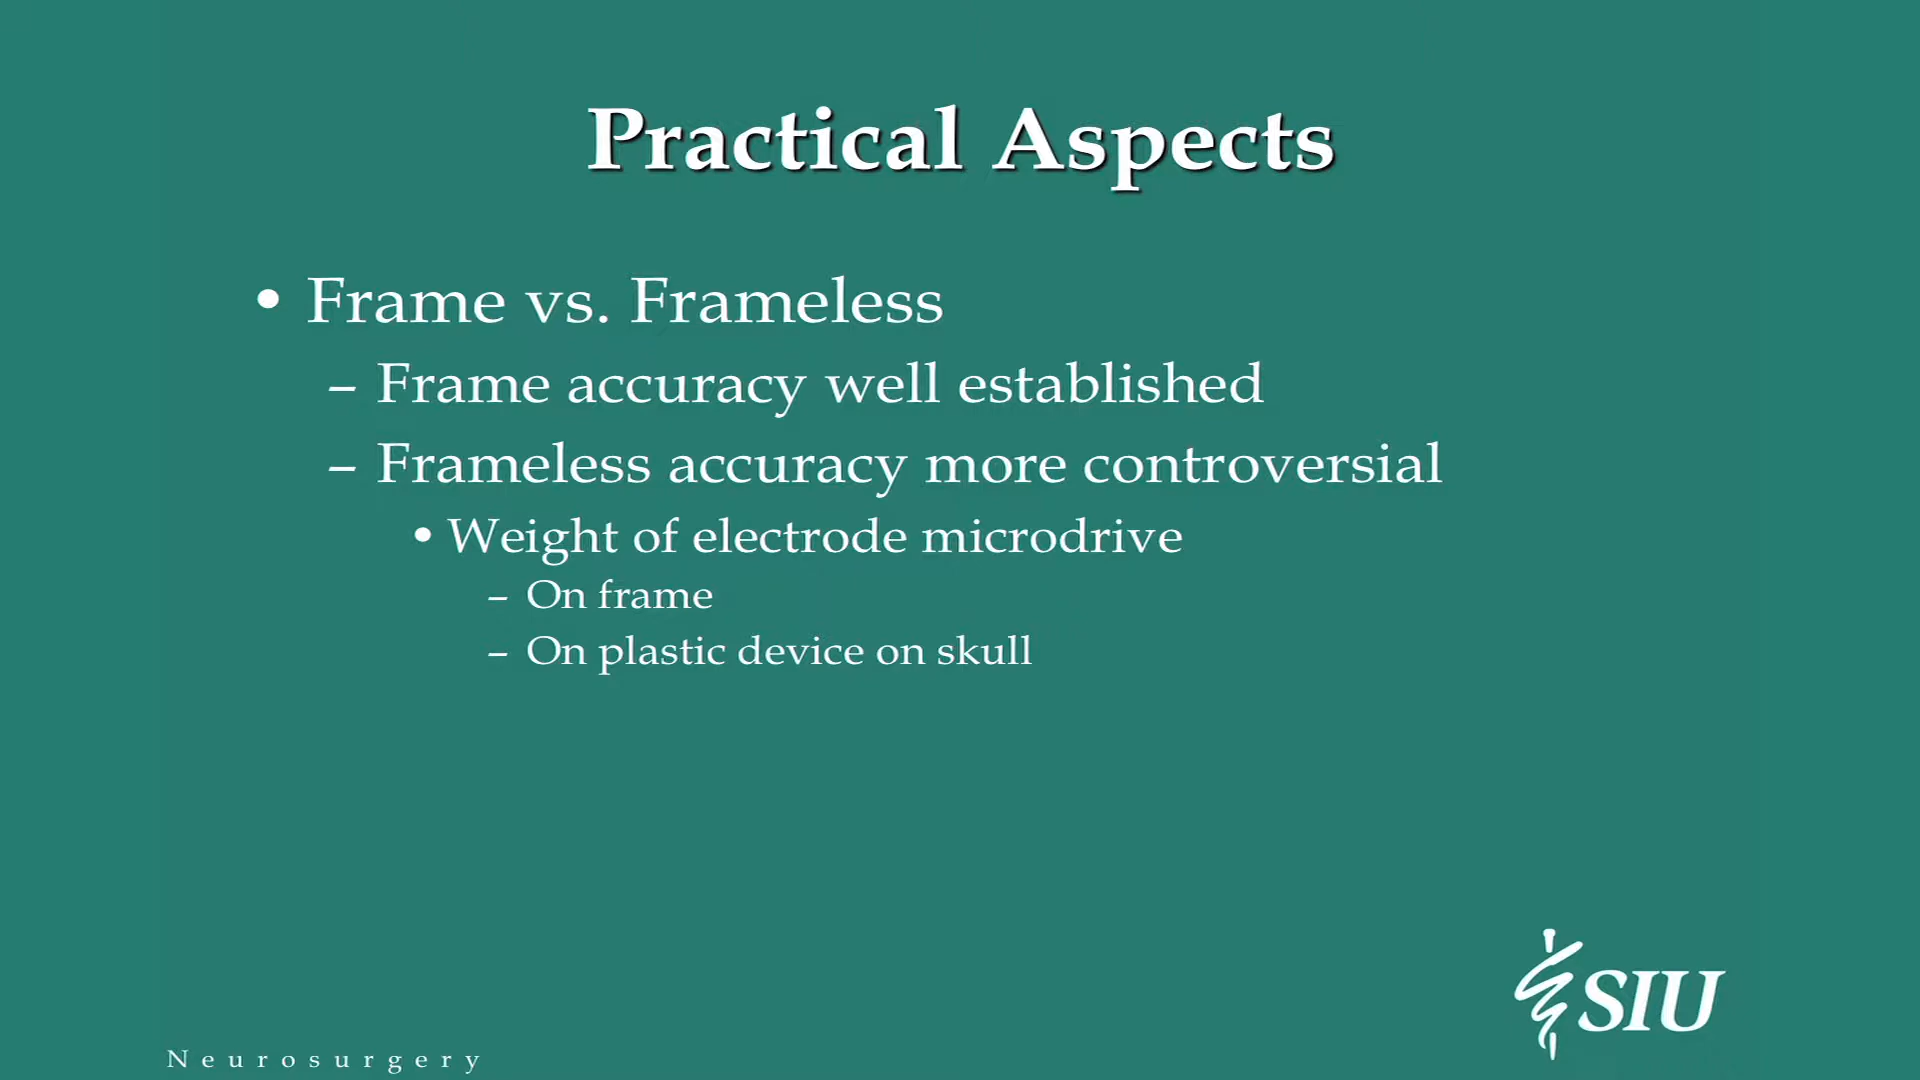 Practical Aspects
• Frame vs. Frameless
– Frame accuracy well established
– Frameless accuracy more controversial
• Weight of electrode microdrive
– On frame
– On plastic device on skull
SIU
Neurosurgery